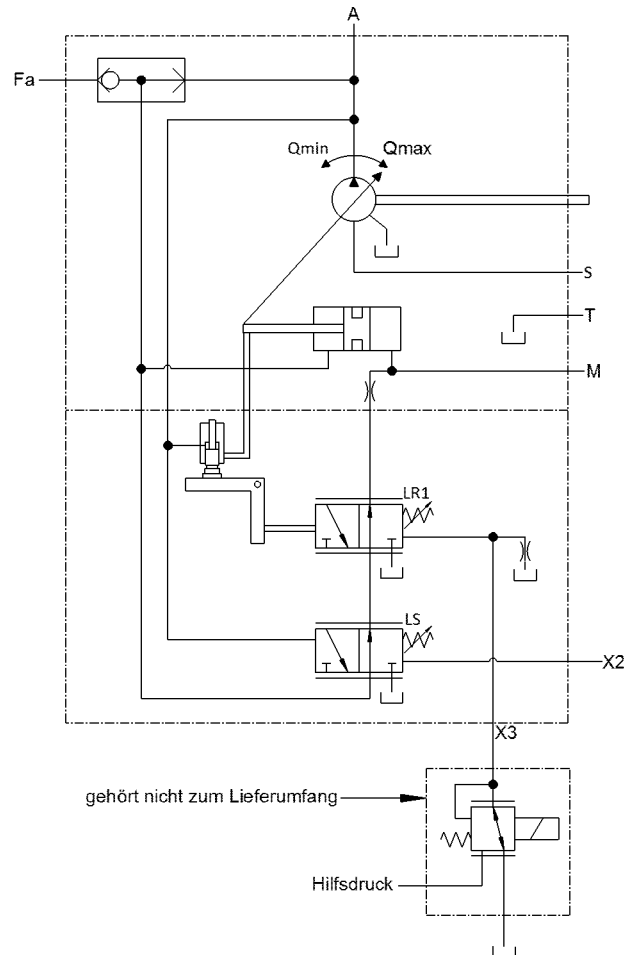 A
Fa
Qmin Qmax
S
T
M
LR1
LS
X2
X3
gehört nicht zum Lieferumfang
Hilfsdruck